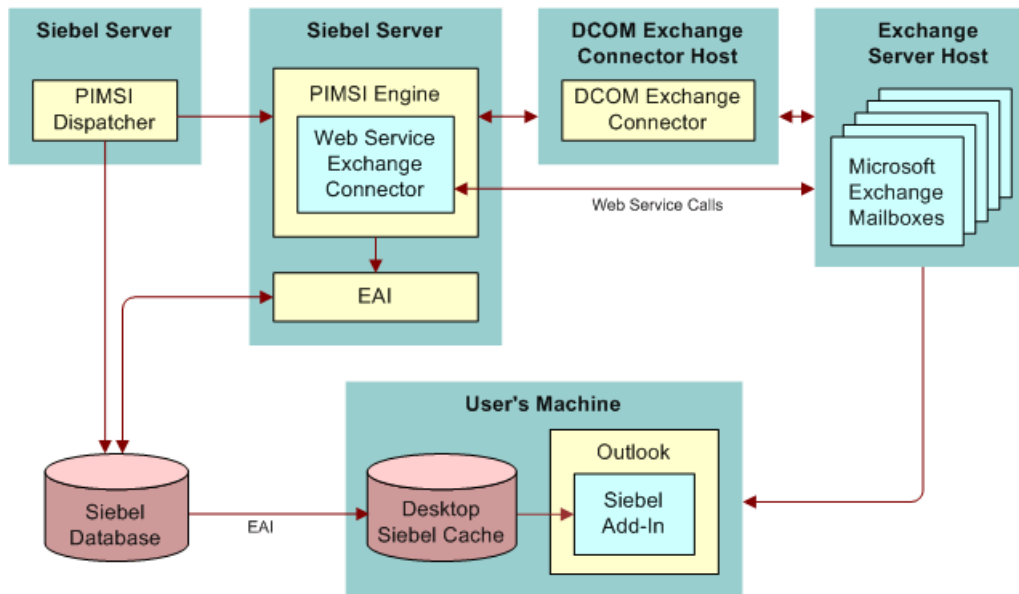 Siebel Server
PIMSI
Dispatcher
Siebel Server
PIMSI Engine
Web Service
Exchange
Connector
EAI
DCOM Exchange
Connector Host
DCOM Exchange
Connector
Exchange
Server Host
Microsoft
Exchange
Mailboxes
Web Service Calls
User's Machine
Siebel
Database
EAI
Desktop
Siebel Cache
Outlook
Siebel
Add-In